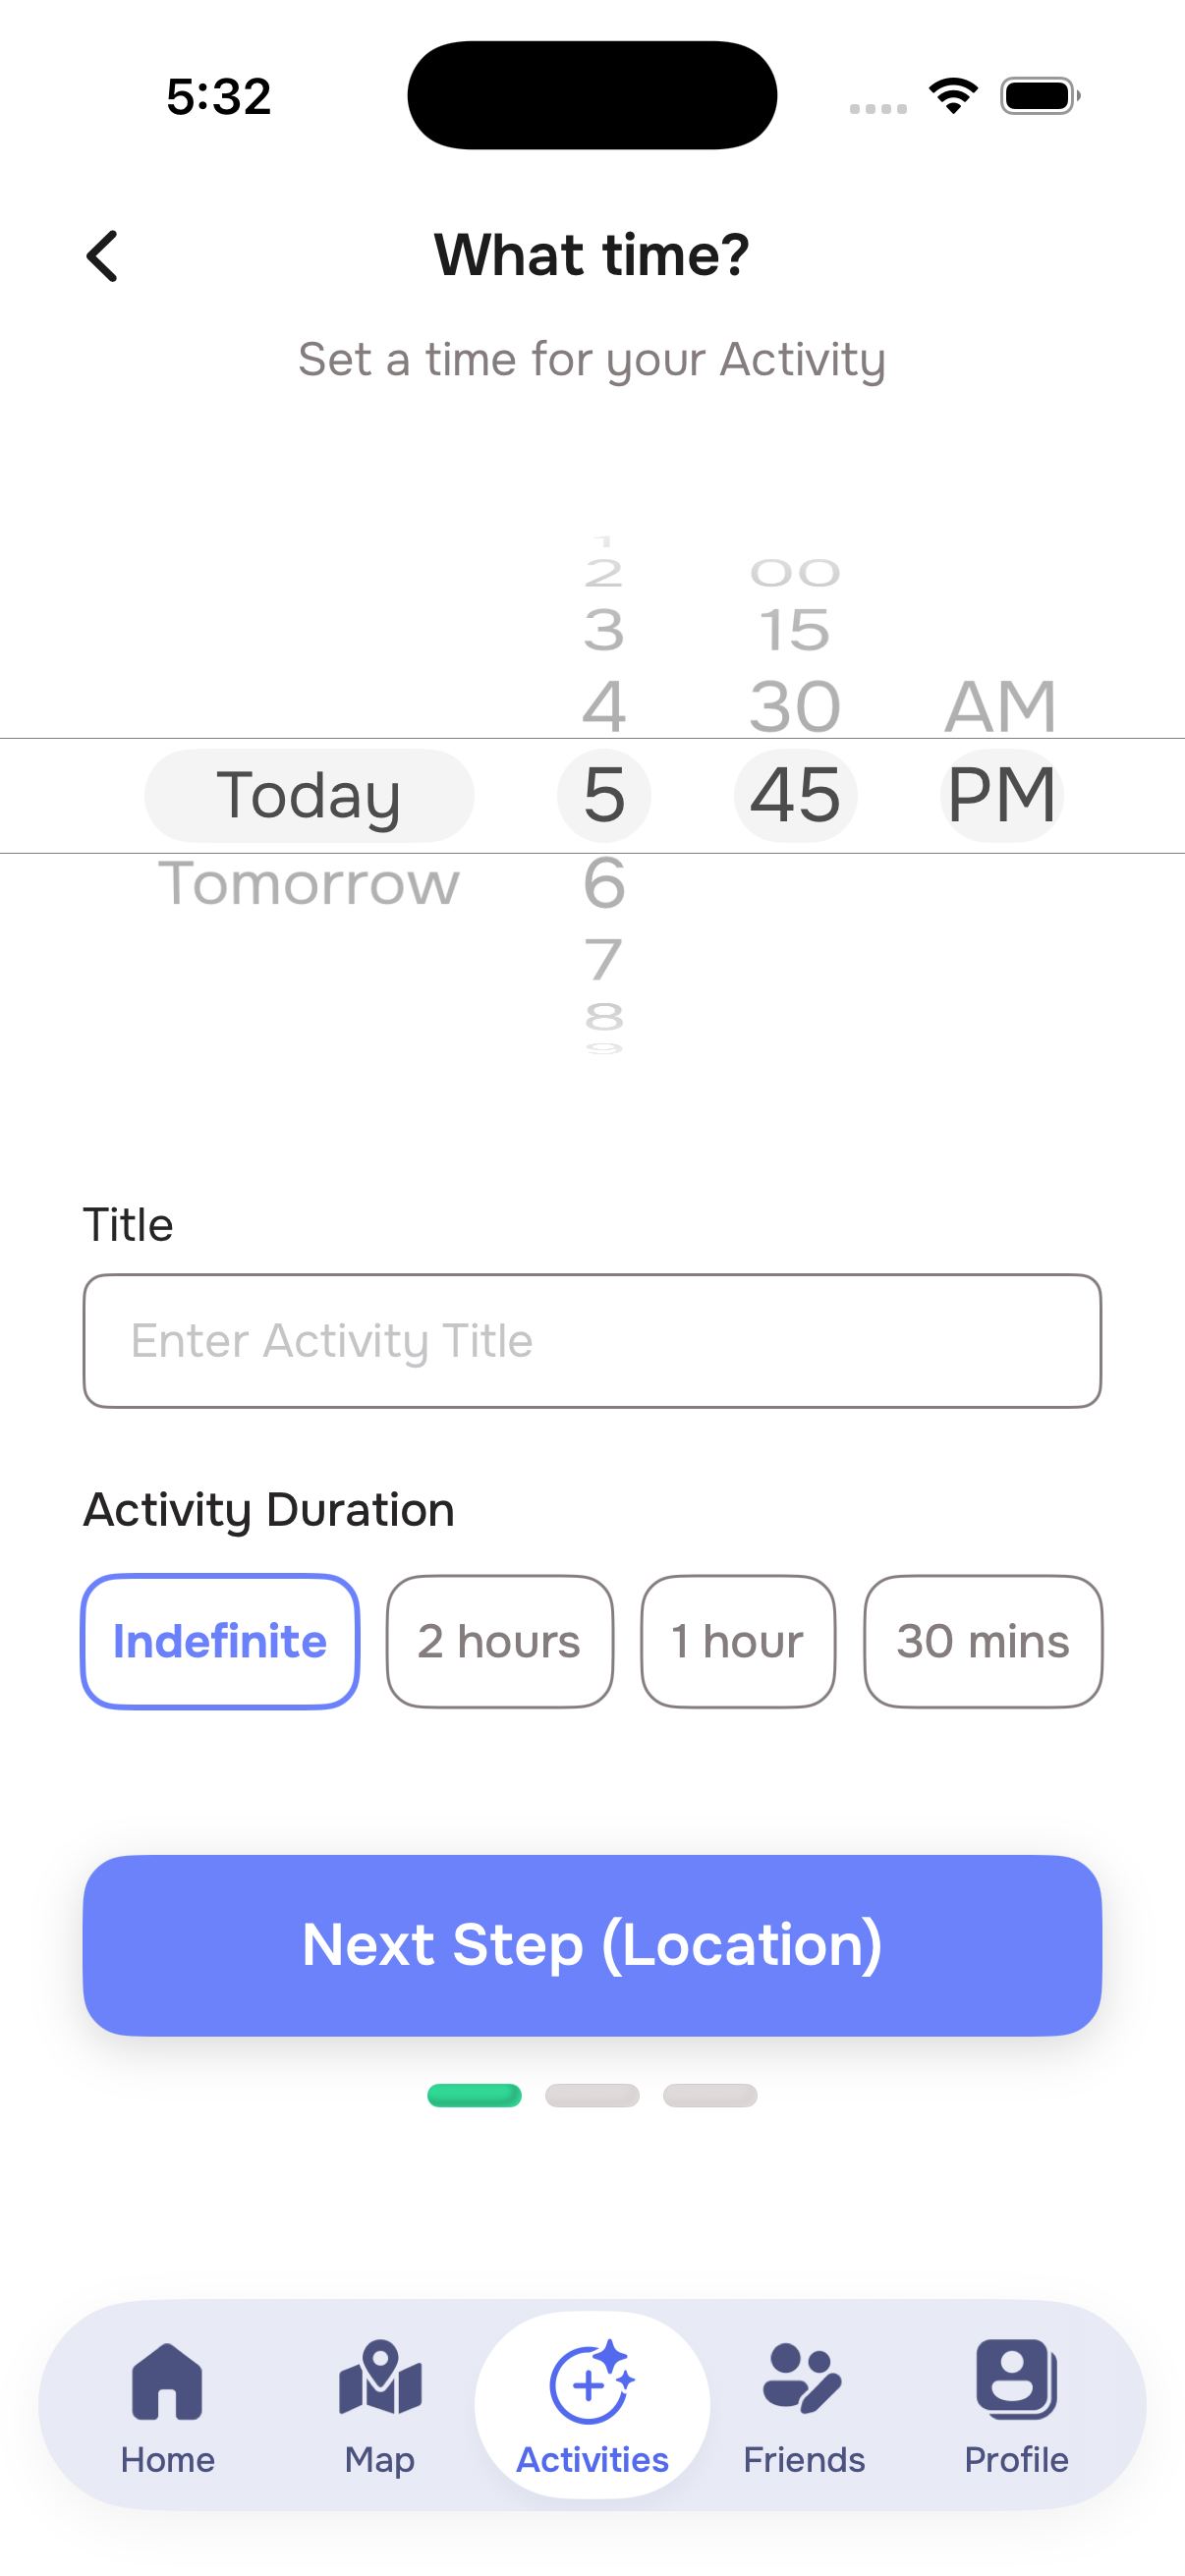 5:32
What time?
Set a time for your Activity
1
2 00
3 15
4 30 AM
Today 5 45 PM
Tomorrow 6
7
8
9
Title
Enter Activity Title
Activity Duration
Indefinite 2 hours 1 hour 30 mins
Next Step (Location)
Home Map Activities Friends Profile